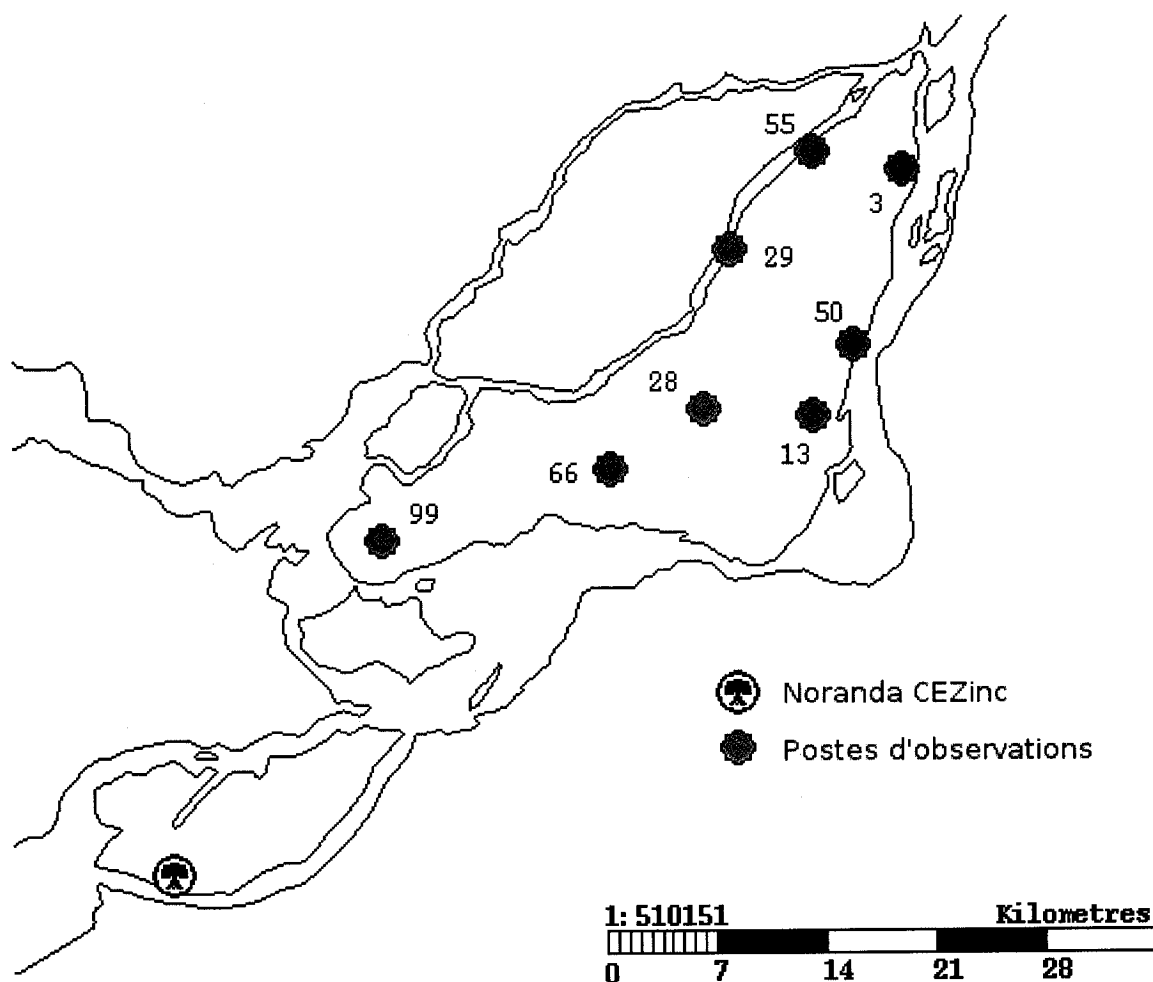 55
3
29
50
28
13
66
99
Noranda CEZinc
Postes d'observations
1: 510151 Kilometres
0 7 14 21 28